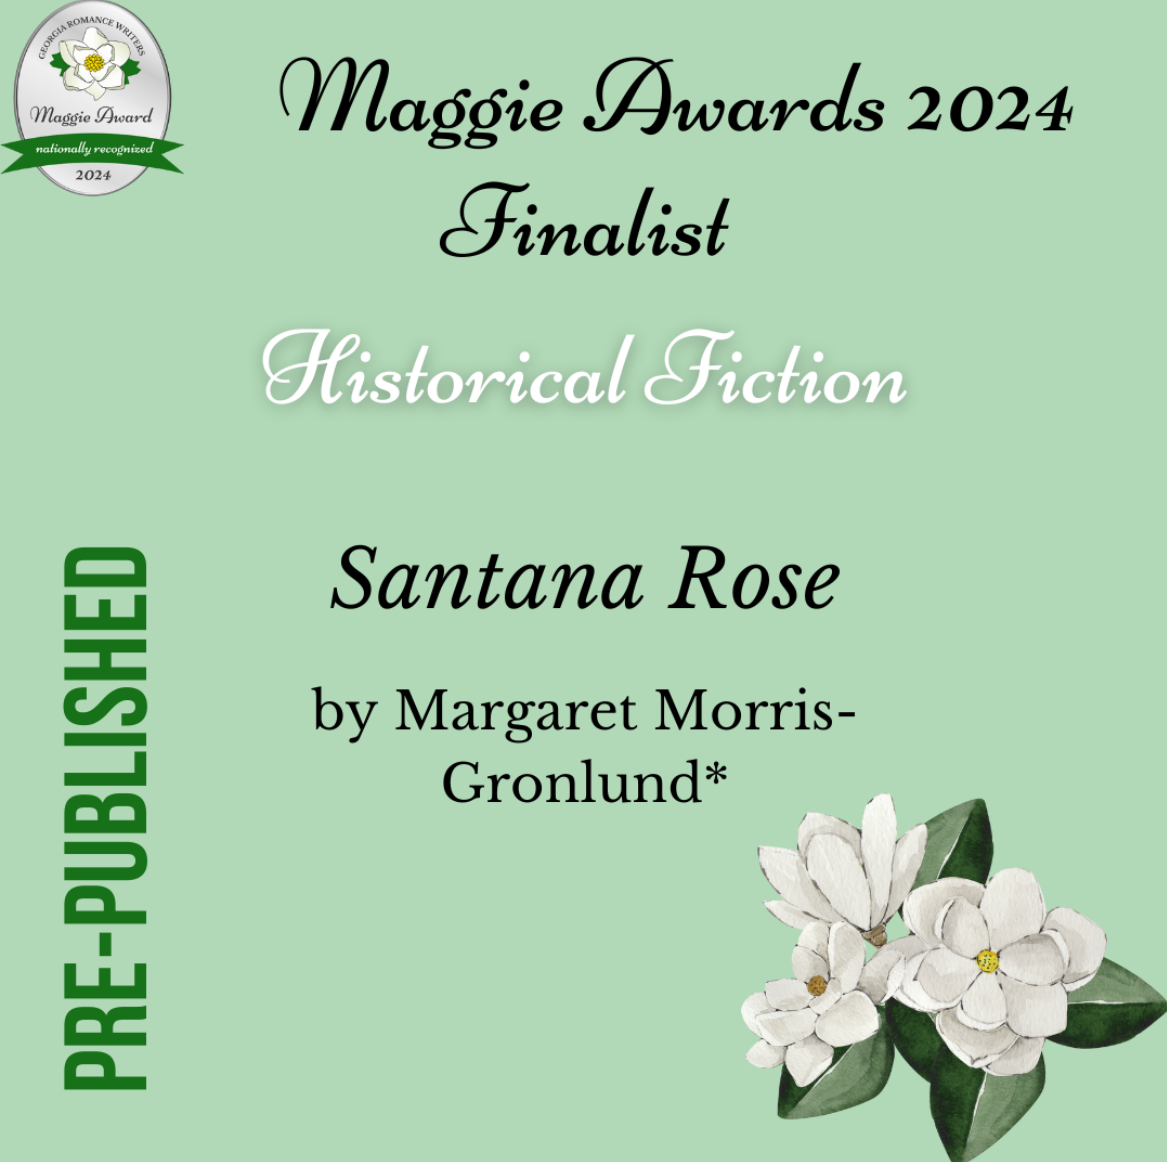 GEORGIA ROMANCE WRITERS
Maggie Award
nationally recognized
2024
Maggie Awards 2024
Finalist
Historical Fiction
Santana Rose
by Margaret Morris-
Gronlund*
PRE-PUBLISHED